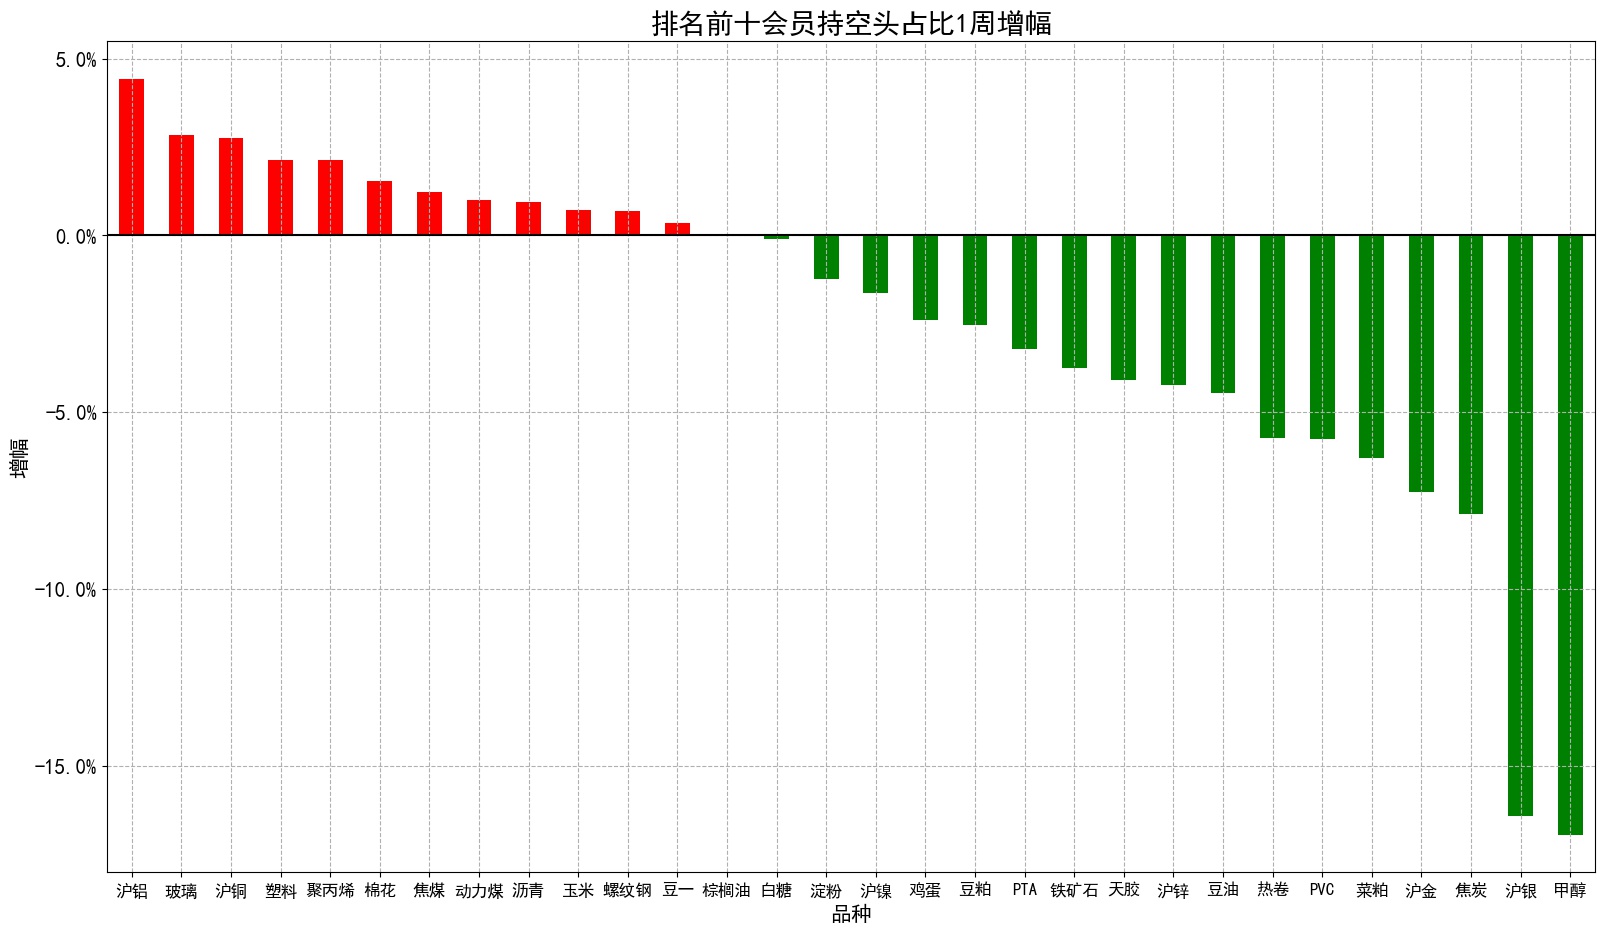 排名前十会员持空头占比1周增幅
5.0%
0.0%
-5.0%
-10.0%
-15.0%
增幅
沪铝 玻璃 沪铜 塑料 聚丙烯 棉花 焦煤 动力煤 沥青 玉米 螺纹钢 豆一 棕榈油 白糖 淀粉 沪镍 鸡蛋 豆粕 PTA 铁矿石 天胶 沪锌 豆油 热卷 PVC 菜粕 沪金 焦炭 沪银 甲醇
品种